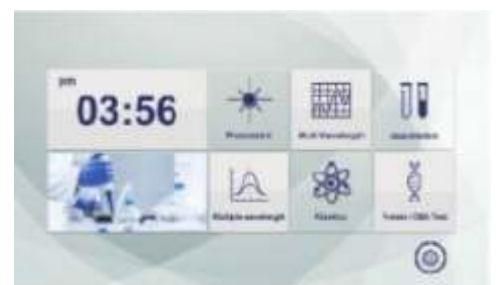 pm
03:56
Photometric
Multi Wavelength
Quantitation
Multiple wavelength
Kinetics
Protein / DNA Test